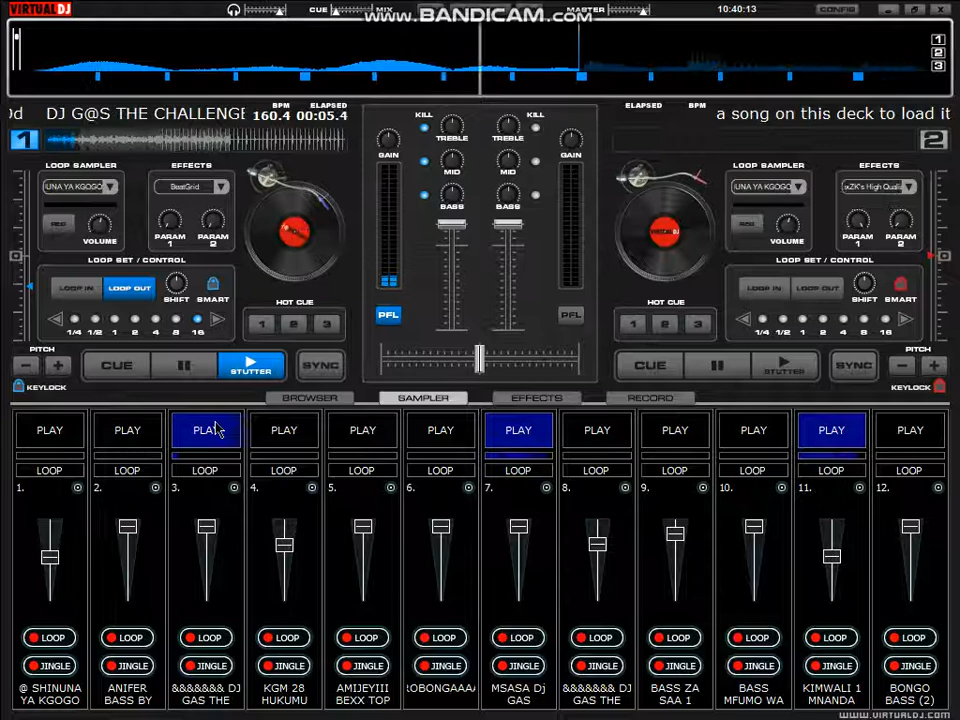 VIRTUAL DJ
CUE MIX MASTER 10:40:13 CONFIG
www.BANDICAM.com
1
2
3
BPM ELAPSED ELAPSED BPM
DJ G@S THE CHALLENGE 160.4 00:05.4 a song on this deck to load it
1 2
KILL KILL
TREBLE TREBLE
GAIN GAIN
MID MID
BASS BASS
LOOP SAMPLER EFFECTS LOOP SAMPLER EFFECTS
UNA YA KGOGO BeatGrid UNA YA KGOGO
REC REC
VOLUME PARAM 1 PARAM 2 VOLUME PARAM 1 PARAM 2
LOOP SET / CONTROL LOOP SET / CONTROL
LOOP IN LOOP OUT SHIFT SMART LOOP IN LOOP OUT SHIFT SMART
HOT CUE HOT CUE
PFL PFL
1/4 1/2 1 2 4 8 16 1 2 3 1 2 3 1/4 1/2 1 2 4 8 16
PITCH PITCH
CUE STUTTER SYNC CUE STUTTER SYNC
KEYLOCK KEYLOCK
BROWSER SAMPLER EFFECTS RECORD
PLAY PLAY PLAY PLAY PLAY PLAY PLAY PLAY PLAY PLAY PLAY PLAY
LOOP LOOP LOOP LOOP LOOP LOOP LOOP LOOP LOOP LOOP LOOP LOOP
1. 2. 3. 4. 5. 6. 7. 8. 9. 10. 11. 12.
LOOP LOOP LOOP LOOP LOOP LOOP LOOP LOOP LOOP LOOP LOOP LOOP
JINGLE JINGLE JINGLE JINGLE JINGLE JINGLE JINGLE JINGLE JINGLE JINGLE JINGLE JINGLE
@ SHINUNA YA KGOGO
ANIFER BASS BY
&&&&&&& DJ GAS THE
KGM 28 HUKUMU
AMIJEYIII BEXX TOP
OBONGAAA
MSASA Dj GAS
&&&&&&& DJ GAS THE
BASS ZA SAA 1
BASS MFUMO WA
KIMWALI 1 MNANDA
BONGO BASS (2)
WWW.VIRTUALDJ.COM